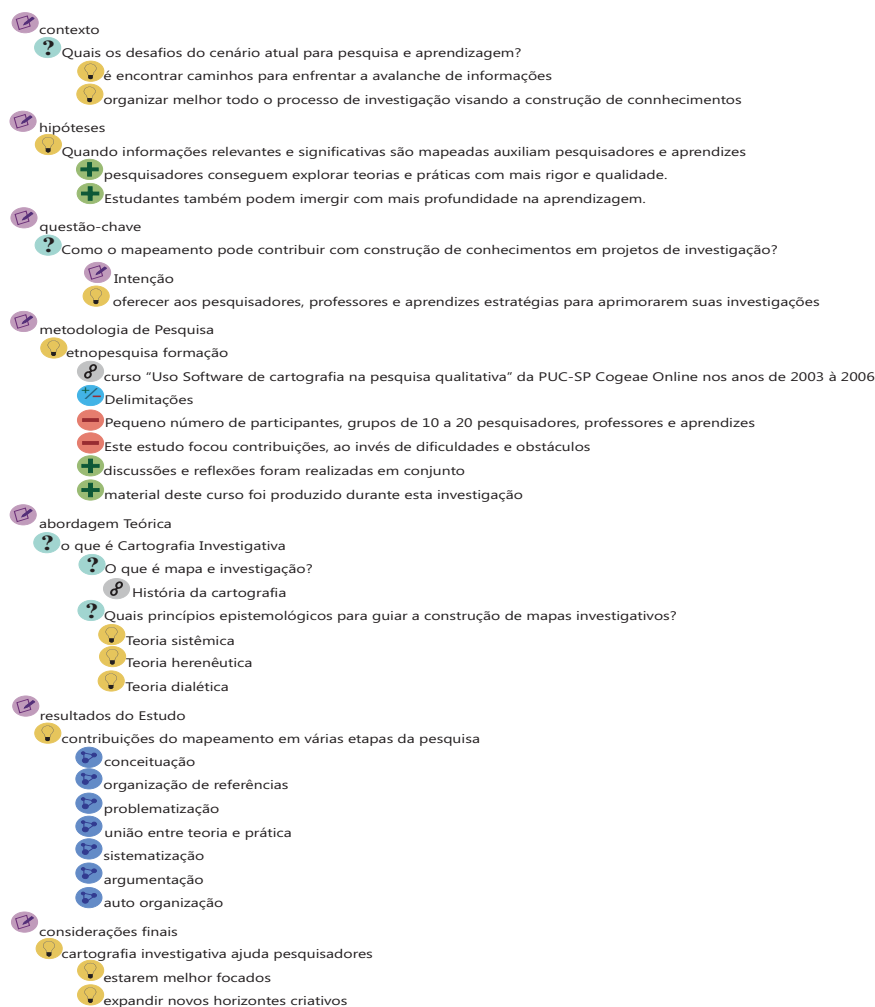 contexto
Quais os desafios do cenário atual para pesquisa e aprendizagem?
é encontrar caminhos para enfrentar a avalanche de informações
organizar melhor todo o processo de investigação visando a construção de connhecimentos
hipóteses
Quando informações relevantes e significativas são mapeadas auxiliam pesquisadores e aprendizes
pesquisadores conseguem explorar teorias e práticas com mais rigor e qualidade.
Estudantes também podem imergir com mais profundidade na aprendizagem.
questão-chave
Como o mapeamento pode contribuir com construção de conhecimentos em projetos de investigação?
Intenção
oferecer aos pesquisadores, professores e aprendizes estratégias para aprimorarem suas investigações
metodologia de Pesquisa
etnopesquisa formação
curso “Uso Software de cartografia na pesquisa qualitativa” da PUC-SP Cogeae Online nos anos de 2003 à 2006
Delimitações
Pequeno número de participantes, grupos de 10 a 20 pesquisadores, professores e aprendizes
Este estudo focou contribuições, ao invés de dificuldades e obstáculos
discussões e reflexões foram realizadas em conjunto
material deste curso foi produzido durante esta investigação
abordagem Teórica
o que é Cartografia Investigativa
O que é mapa e investigação?
História da cartografia
Quais princípios epistemológicos para guiar a construção de mapas investigativos?
Teoria sistêmica
Teoria herenêutica
Teoria dialética
resultados do Estudo
contribuições do mapeamento em várias etapas da pesquisa
conceituação
organização de referências
problematização
união entre teoria e prática
sistematização
argumentação
auto organização
considerações finais
cartografia investigativa ajuda pesquisadores
estarem melhor focados
expandir novos horizontes criativos